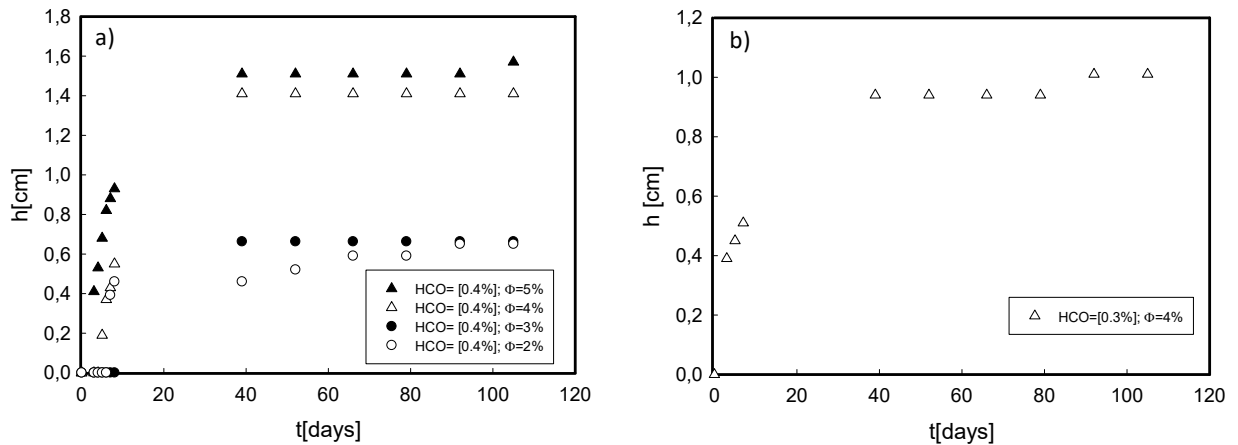 a)
1,8
1,6
1,4
1,2
1,0
0,8
0,6
0,4
0,2
0,0
h[cm]
0 20 40 60 80 100 120
t[days]
HCO= [0.4%]; Φ=5%
HCO= [0.4%]; Φ=4%
HCO= [0.4%]; Φ=3%
HCO= [0.4%]; Φ=2%
b)
1,2
1,0
0,8
0,6
0,4
0,2
0,0
h [cm]
0 20 40 60 80 100 120
t[days]
HCO=[0.3%]; Φ=4%